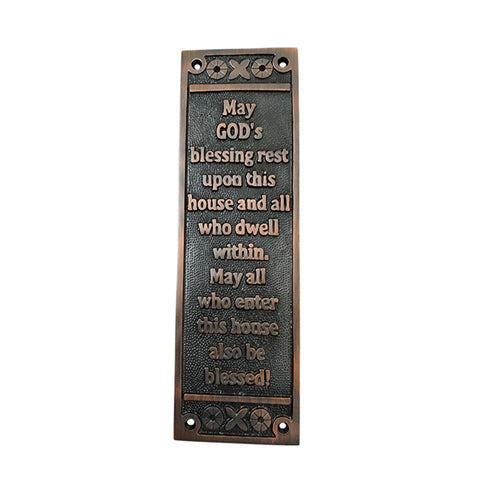 May
GOD's
blessing rest
upon this
house and all
who dwell
within.
May all
who enter
this house
also be
blessed!